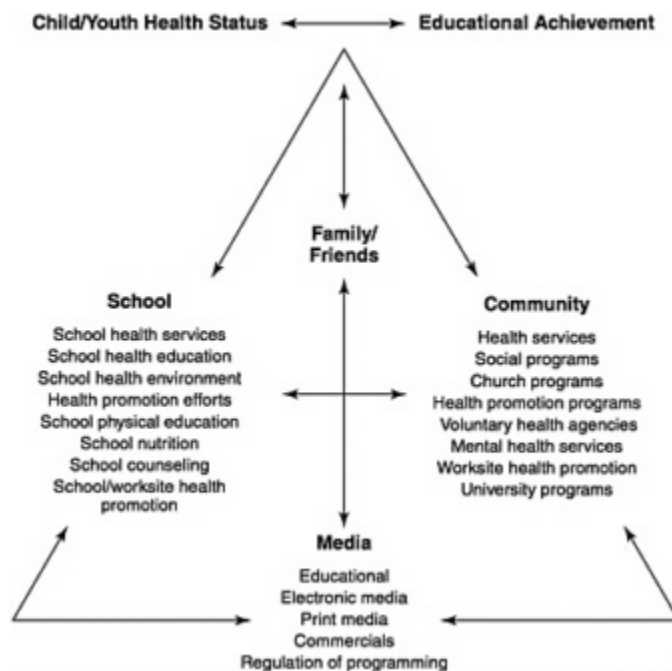 Child/Youth Health Status
Educational Achievement
Family/
Friends
School
School health services
School health education
School health environment
Health promotion efforts
School physical education
School nutrition
School counseling
School/worksite health
promotion
Community
Health services
Social programs
Church programs
Health promotion programs
Voluntary health agencies
Mental health services
Worksite health promotion
University programs
Media
Educational
Electronic media
Print media
Commercials
Regulation of programming